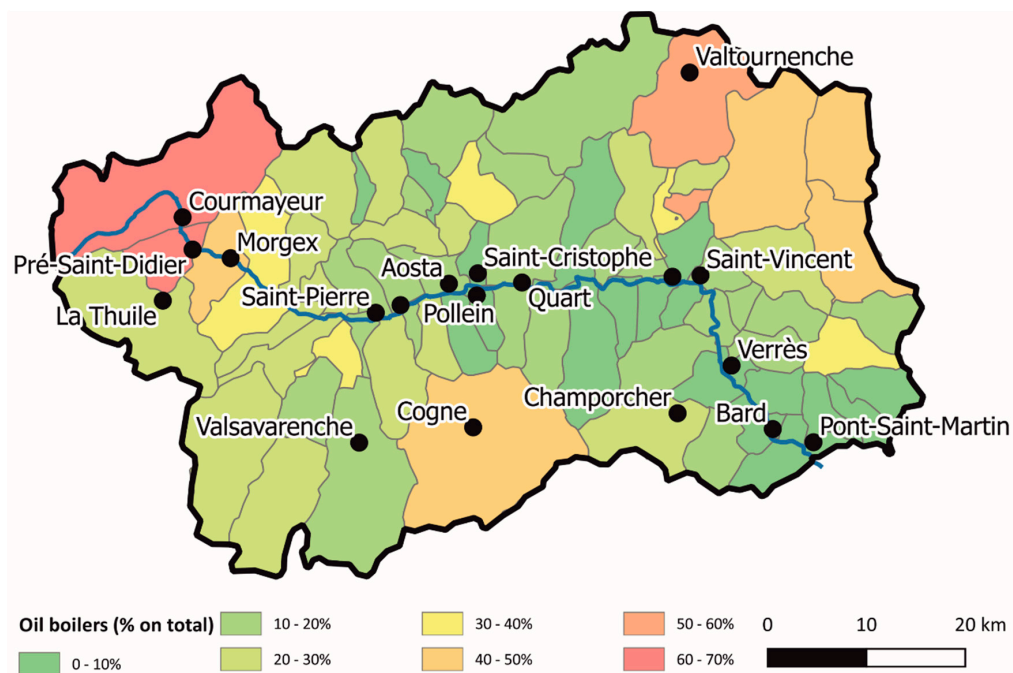 Valtournenche
Courmayeur
Morgex
Pré-Saint-Didier
La Thuile
Saint-Pierre
Aosta
Saint-Cristophe
Saint-Vincent
Quart
Pollein
Verrès
Cogne
Champorcher
Bard
Pont-Saint-Martin
Valsavarenche
Oil boilers (% on total)
0 - 10%
10 - 20%
20 - 30%
30 - 40%
40 - 50%
50 - 60%
60 - 70%
0 10 20 km